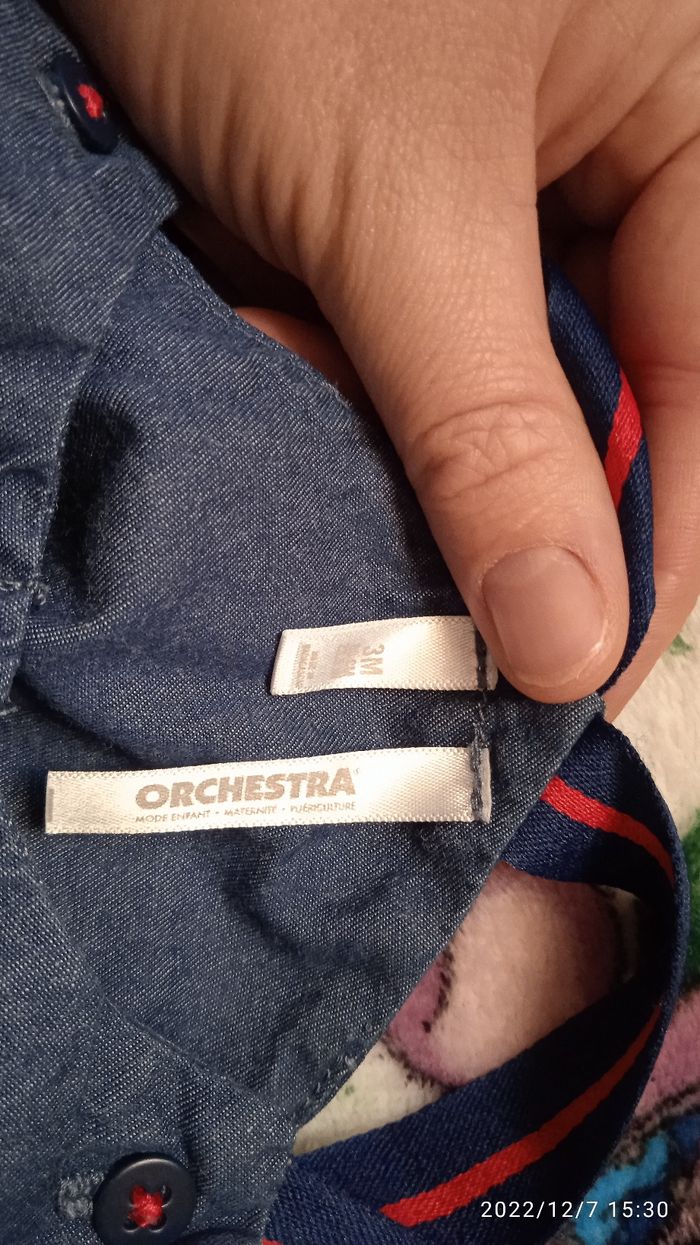 3M
ORCHESTRA
MODE ENFANT • MATERNITÉ • PUÉRICULTURE
2022/12/7 15:30